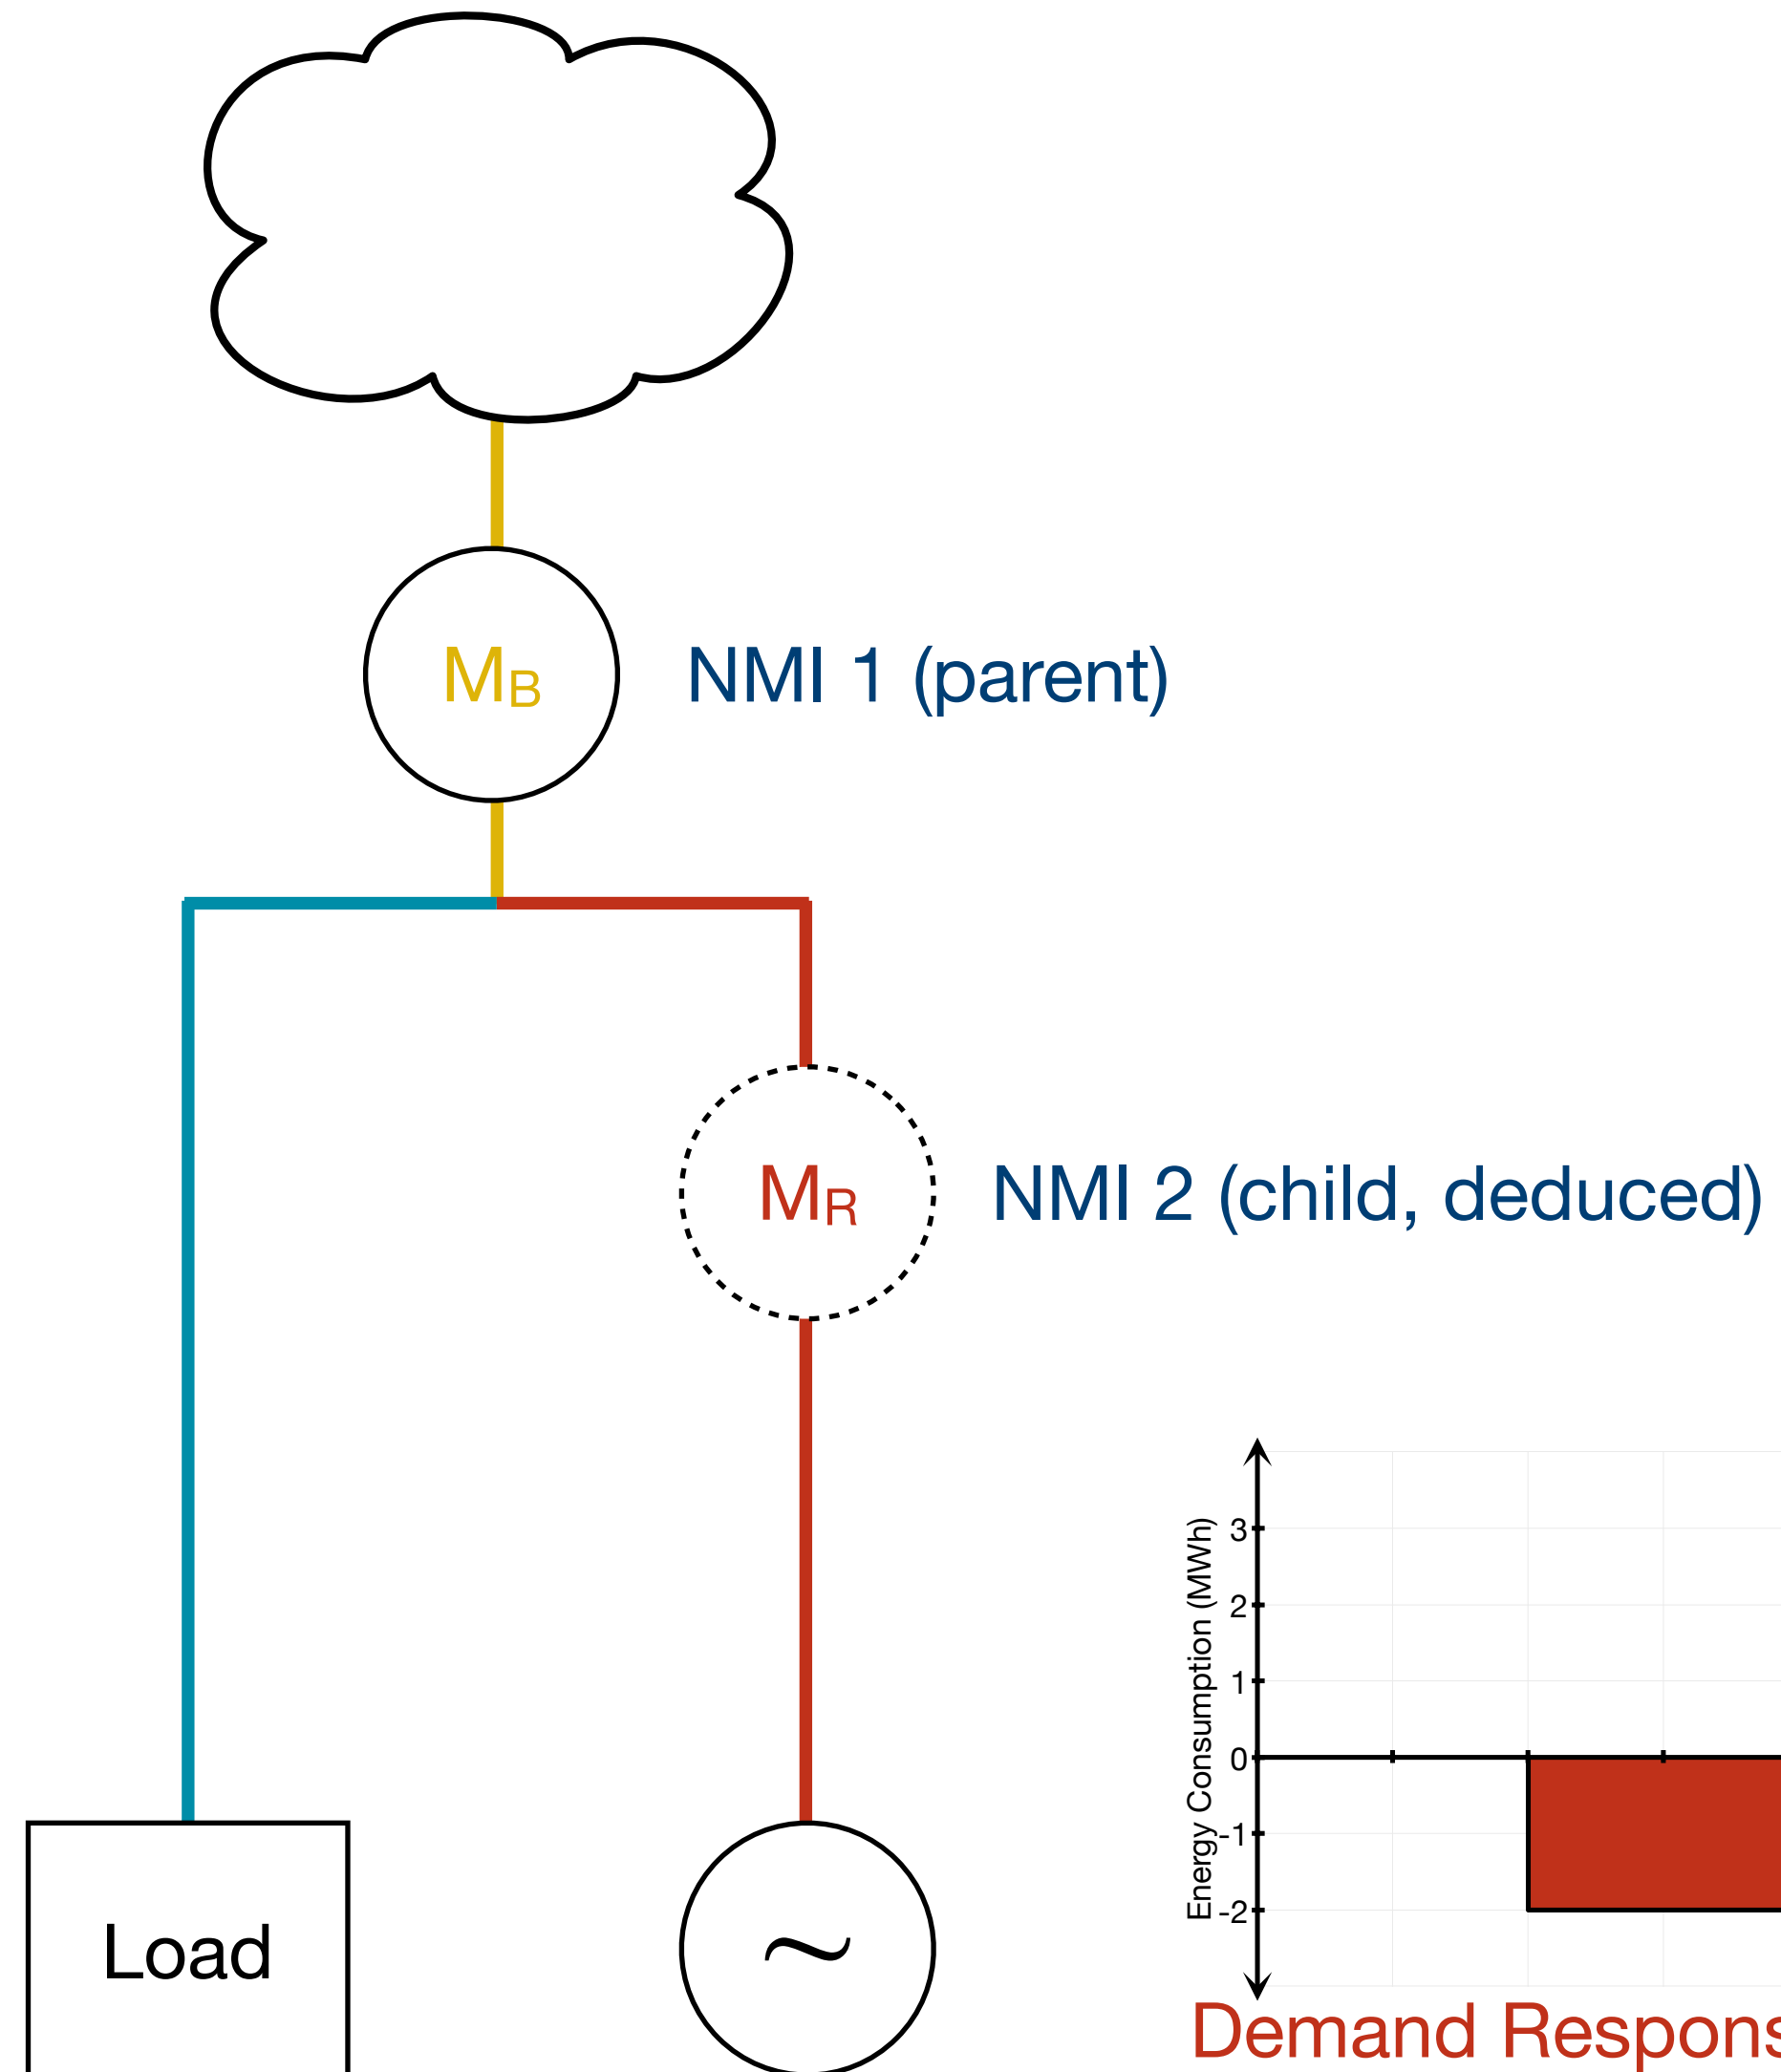 MB
NMI 1 (parent)
MR
NMI 2 (child, deduced)
Energy Consumption (MWh)
3
2
1
0
-1
-2
Load
~
Demand